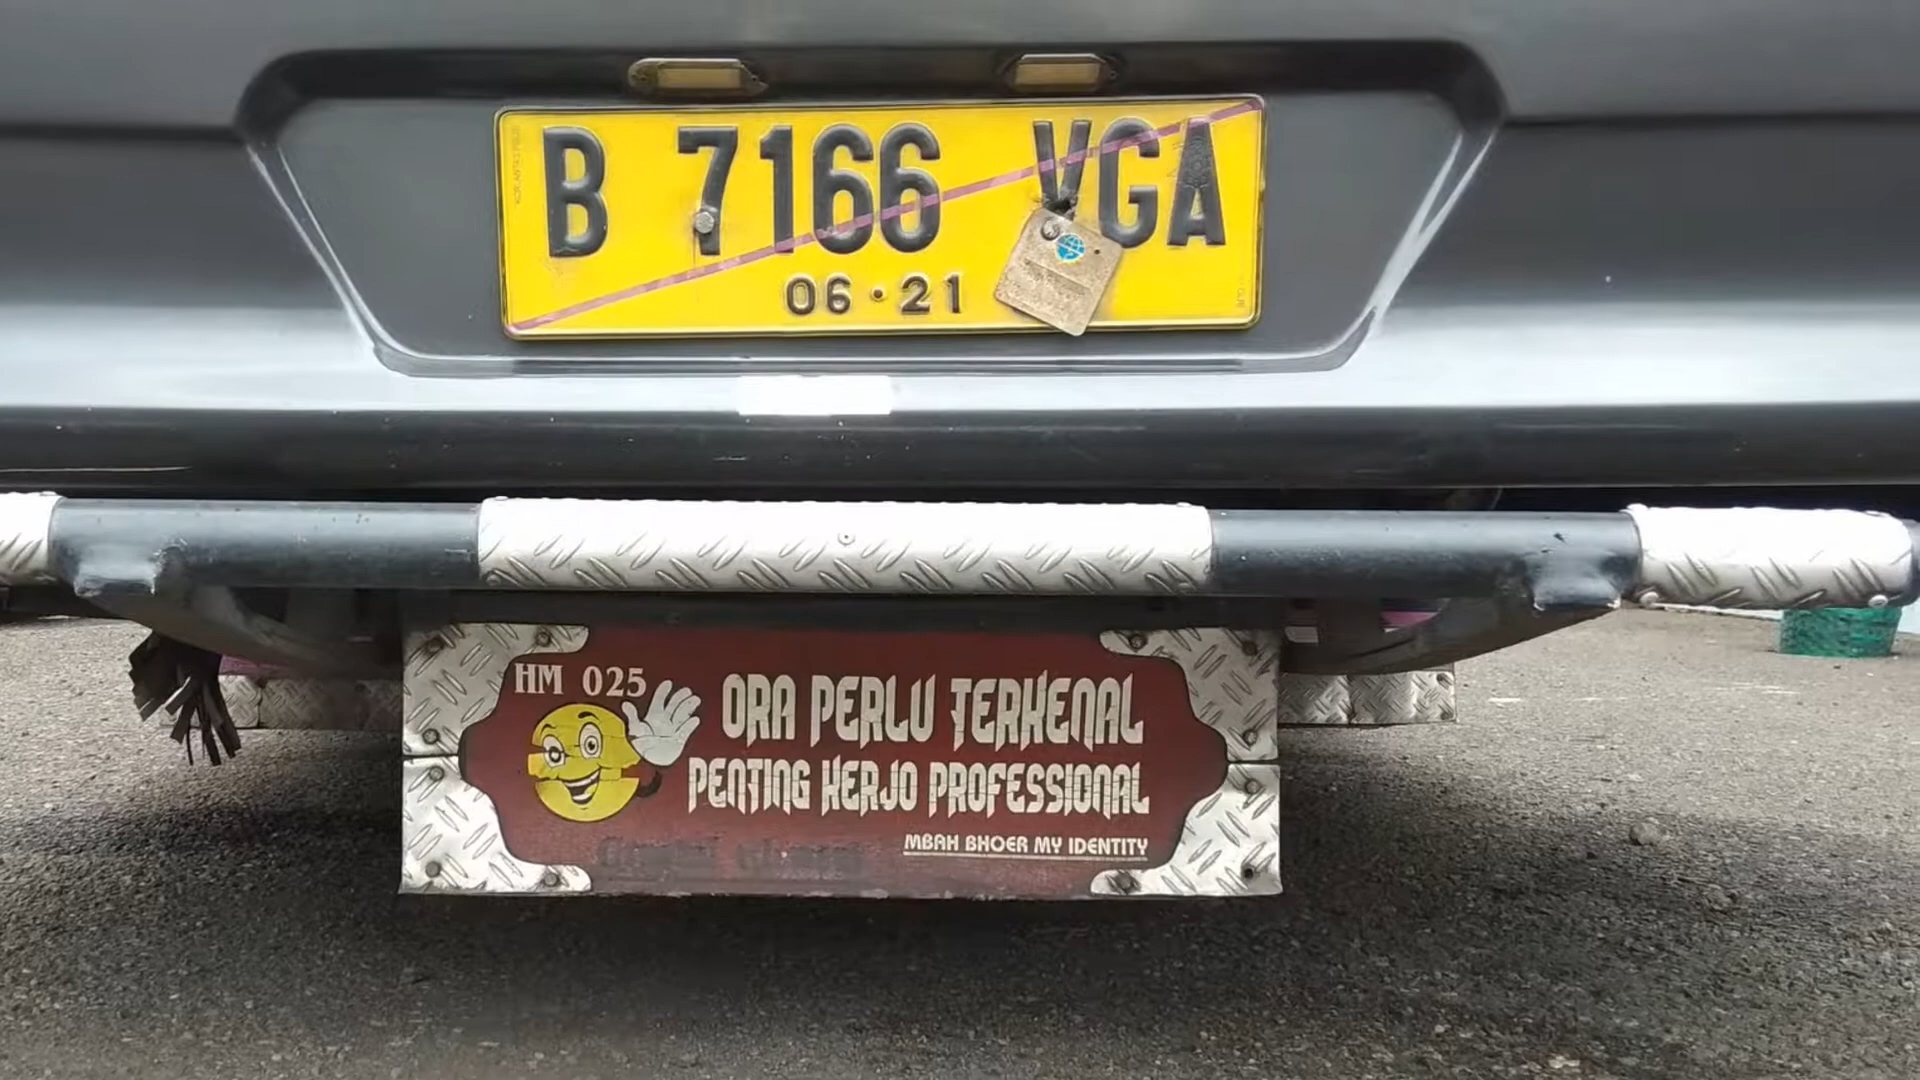 B 7166 VGA
06•21
HM 025
ORA PERLU TERKENAL
PENTING KERJO PROFESSIONAL
MBAH BHOER MY IDENTITY